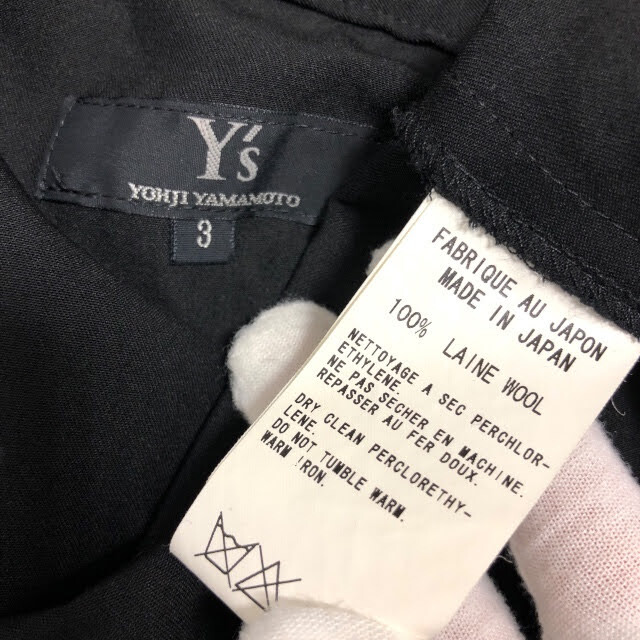 Y's
YOHJI YAMAMOTO
3
FABRIQUE AU JAPON
MADE IN JAPAN
100% LAINE WOOL
NETTOYAGE A SEC PERCHLOR-
ETHYLENE.
NE PAS SECHER EN MACHINE.
REPASSER AU FER DOUX.
DRY CLEAN PERCLORETHY-
LENE.
DO NOT TUMBLE WARM.
WARM IRON.